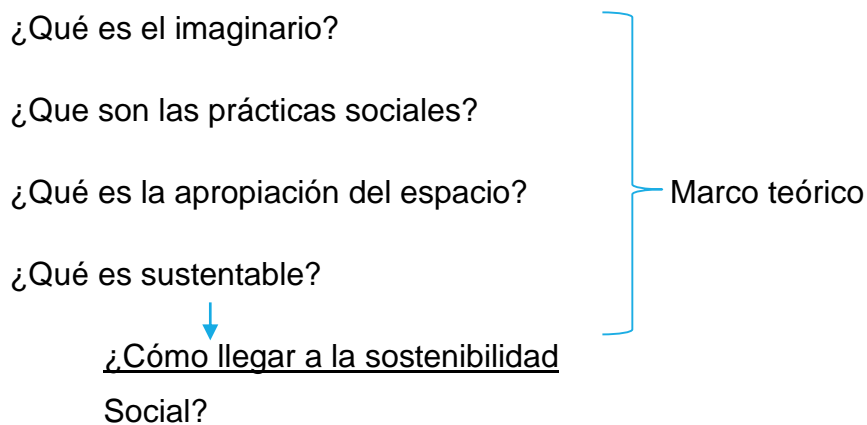 ¿Qué es el imaginario?
¿Que son las prácticas sociales?
¿Qué es la apropiación del espacio?
Marco teórico
¿Qué es sustentable?
¿Cómo llegar a la sostenibilidad
Social?